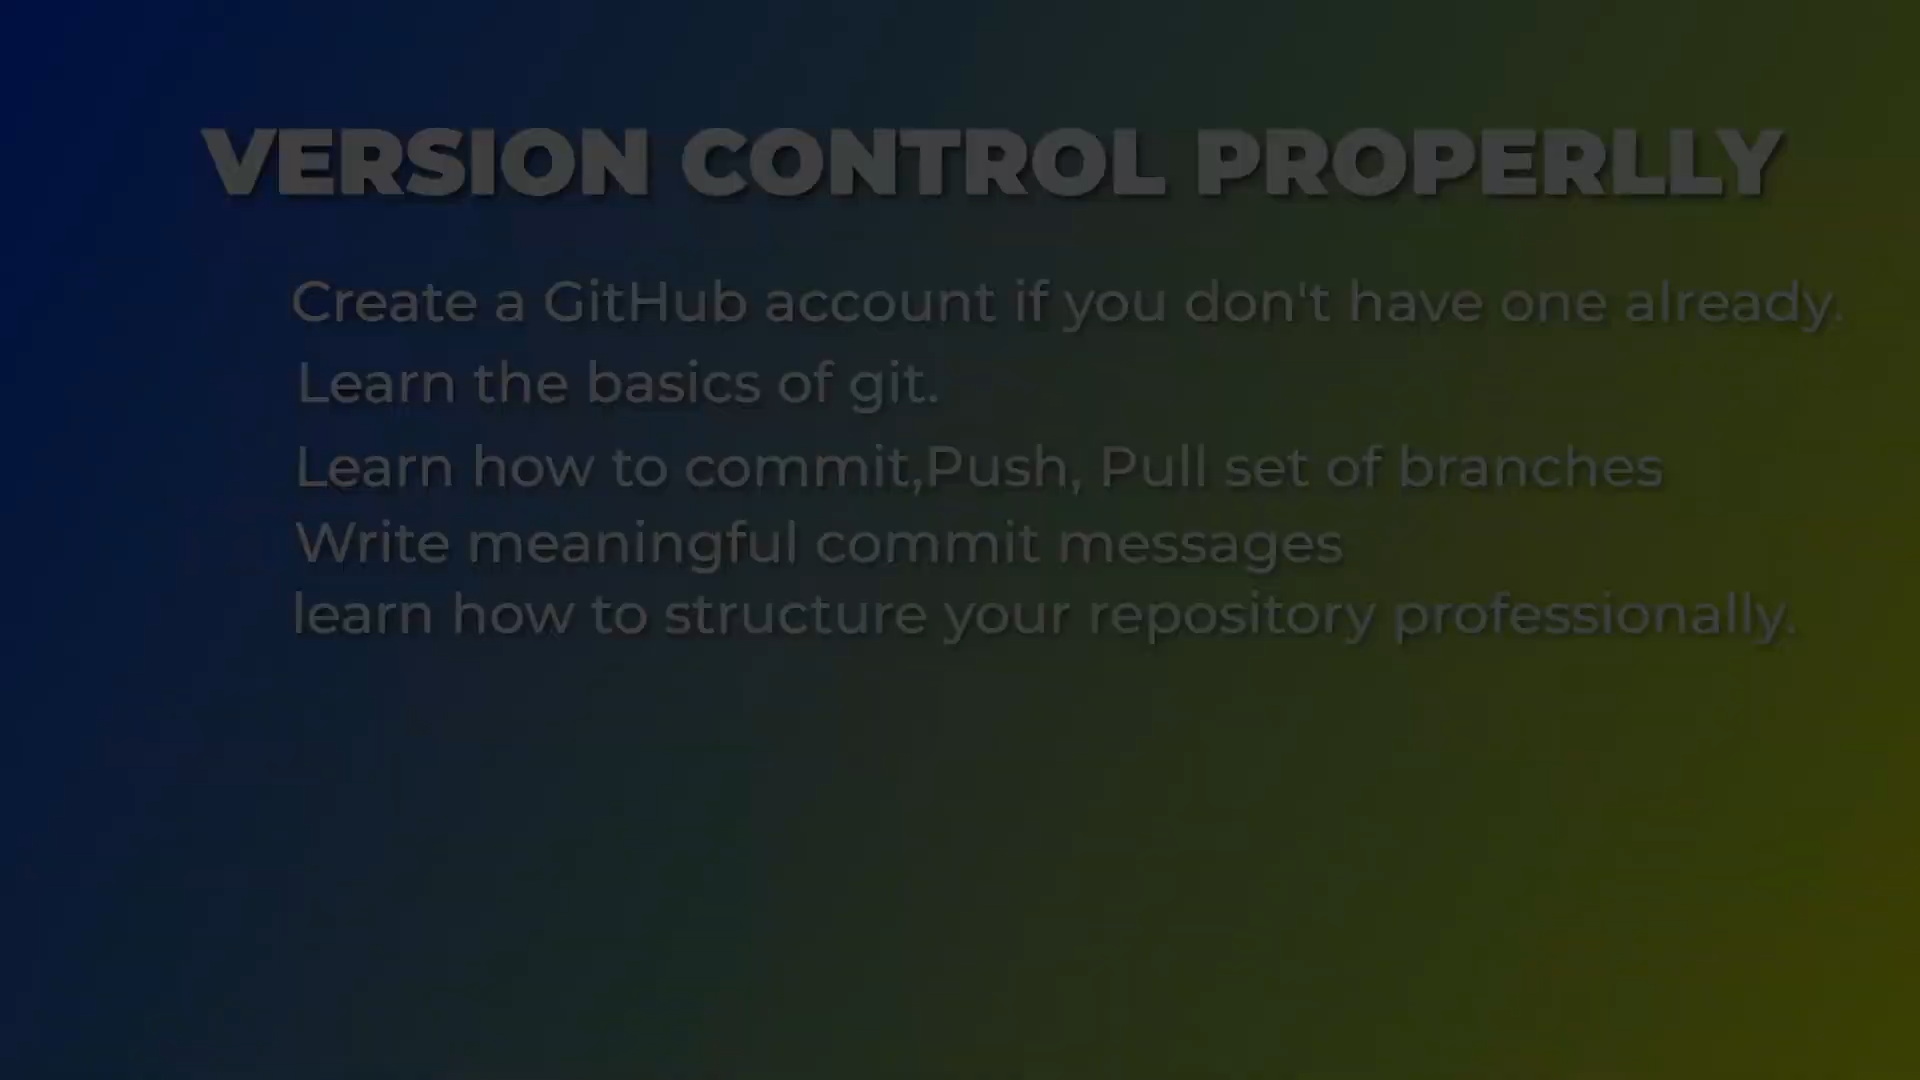 VERSION CONTROL PROPERLLY
Create a GitHub account if you don't have one already.
Learn the basics of git.
Learn how to commit,Push, Pull set of branches
Write meaningful commit messages
learn how to structure your repository professionally.